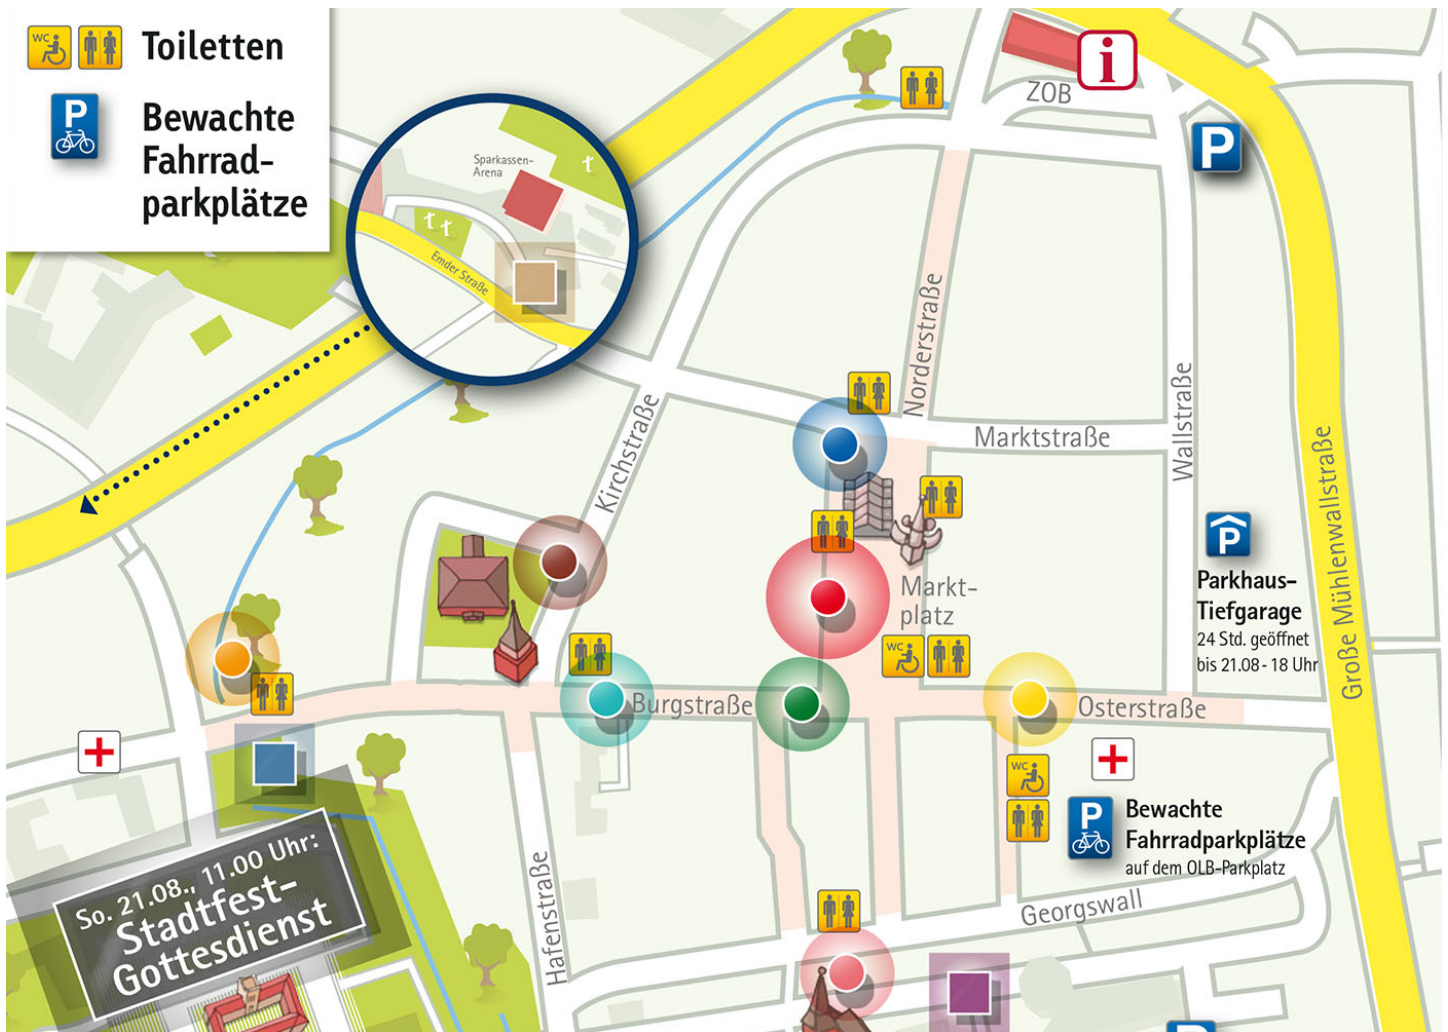 WC
Toiletten
P
Bewachte
Fahrrad-
parkplätze
Sparkassen-
Arena
Emder Straße
i
ZOB
P
Norderstraße
Marktstraße
Wallstraße
Kirchstraße
Große Mühlenwallstraße
P
Parkhaus-
Tiefgarage
24 Std. geöffnet
bis 21.08 - 18 Uhr
Markt-
platz
WC
Burgstraße
Osterstraße
WC
P
Bewachte
Fahrradparkplätze
auf dem OLB-Parkplatz
So. 21.08., 11.00 Uhr:
Stadtfest-
Gottesdienst
Hafenstraße
Georgswall
P